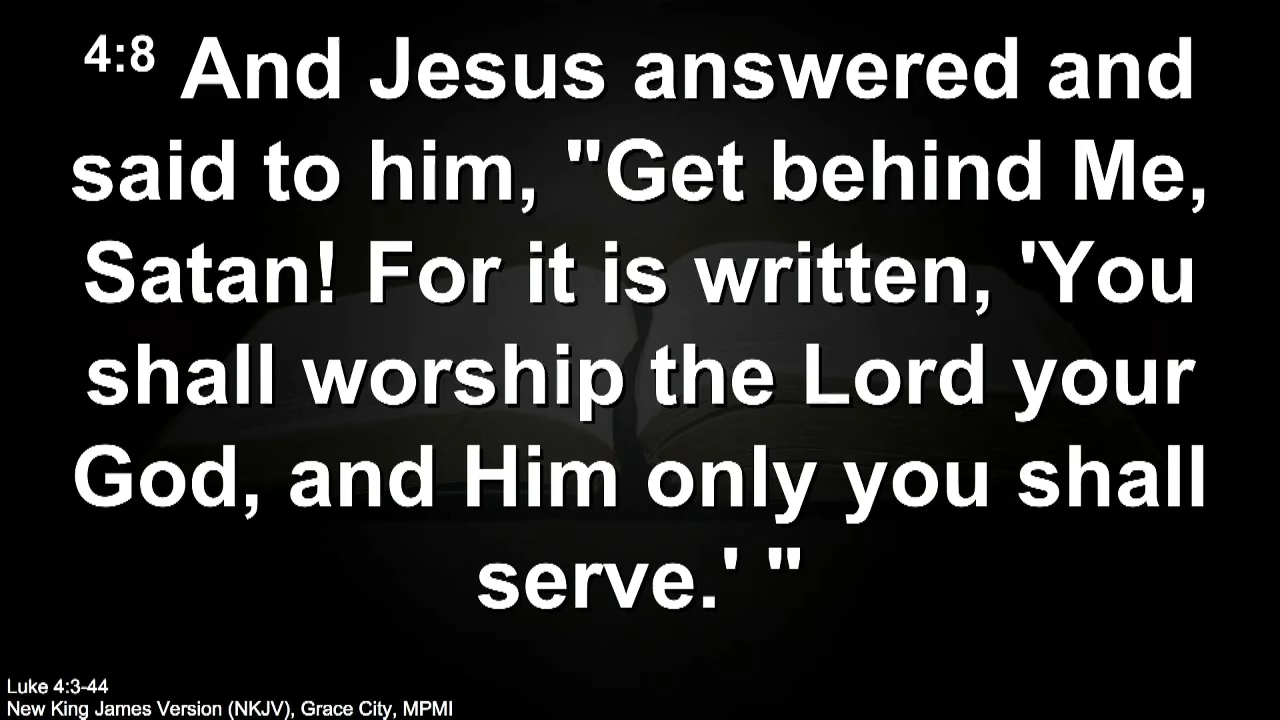 4:8 And Jesus answered and
said to him, "Get behind Me,
Satan! For it is written, 'You
shall worship the Lord your
God, and Him only you shall
serve.' "
Luke 4:3-44
New King James Version (NKJV), Grace City, MPMI